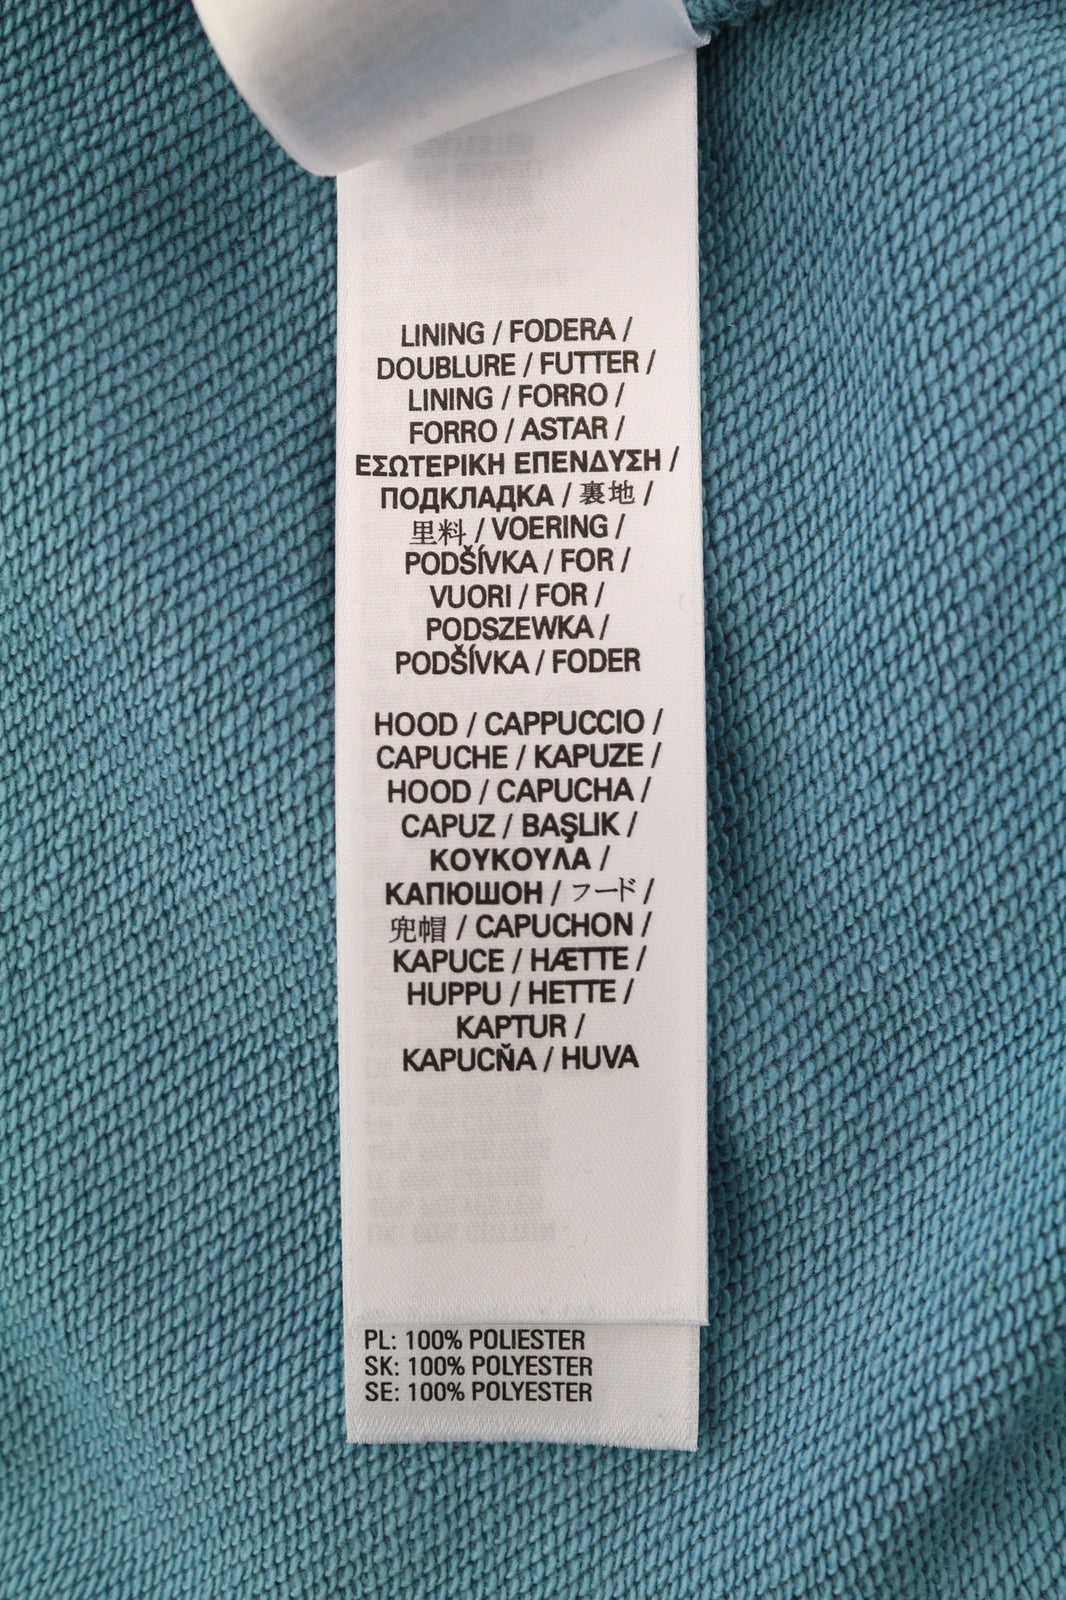 LINING / FODERA /
DOUBLURE / FUTTER /
LINING / FORRO /
FORRO / ASTAR /
ΕΣΩΤΕΡΙΚΗ ΕΠΕΝΔΥΣΗ /
ПОДКЛАДКА / 裏地 /
里料 / VOERING /
PODŠÍVKA / FOR /
VUORI / FOR /
PODSZEWKA /
PODŠÍVKA / FODER
HOOD / CAPPUCCIO /
CAPUCHE / KAPUZE /
HOOD / CAPUCHA /
CAPUZ / BAŞLIK /
ΚΟΥΚΟΥΛΑ /
КАПЮШОН / フード /
兜帽 / CAPUCHON /
KAPUCE / HÆTTE /
HUPPU / HETTE /
KAPTUR /
KAPUCŇA / HUVA
PL: 100% POLIESTER
SK: 100% POLYESTER
SE: 100% POLYESTER